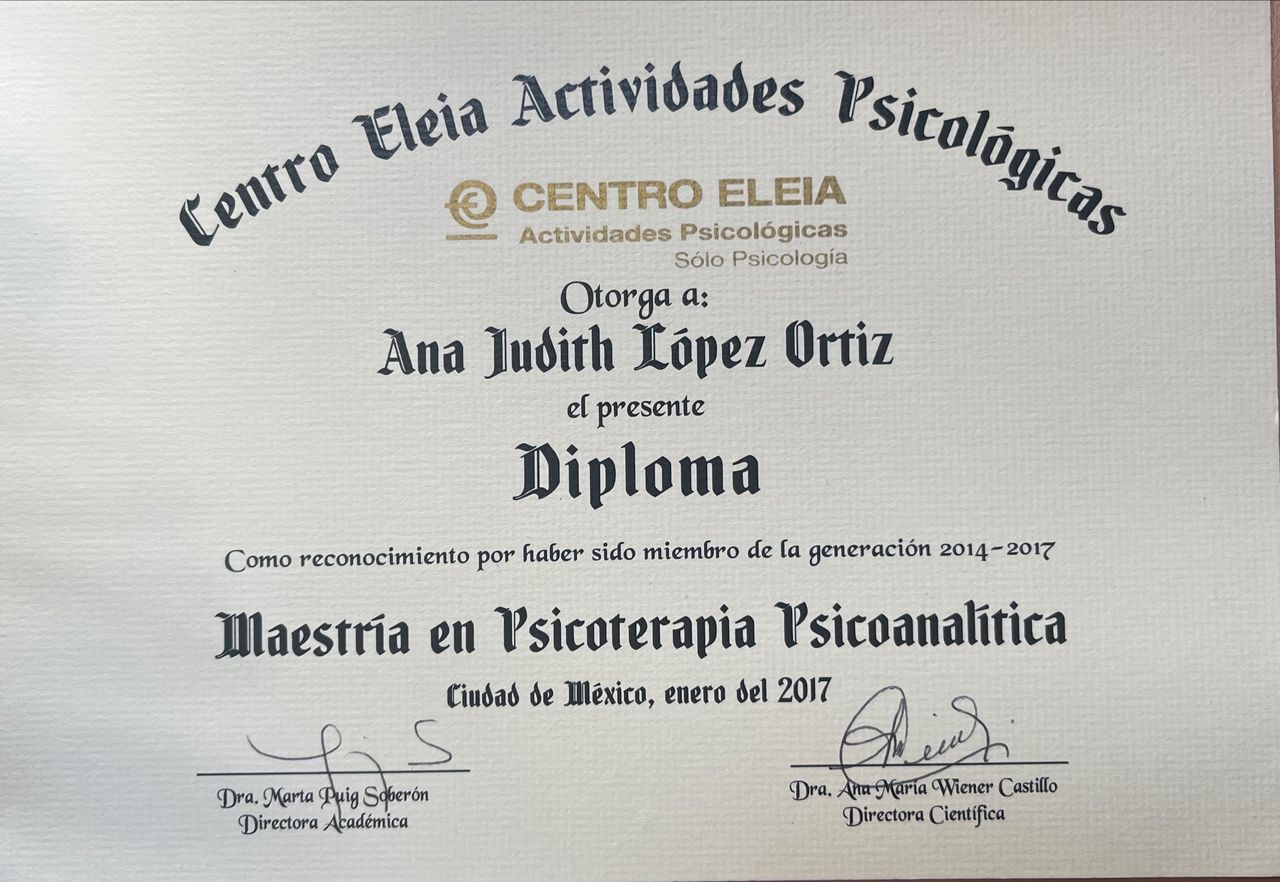 Centro Eleia Actividades Psicológicas
CENTRO ELEIA
Actividades Psicológicas
Sólo Psicología
Otorga a:
Ana Judith López Ortiz
el presente
Diploma
Como reconocimiento por haber sido miembro de la generación 2014-2017
Maestría en Psicoterapia Psicoanalítica
Ciudad de México, enero del 2017
Dra. Marta Puig Soberón
Directora Académica
Dra. Ana María Wiener Castillo
Directora Científica